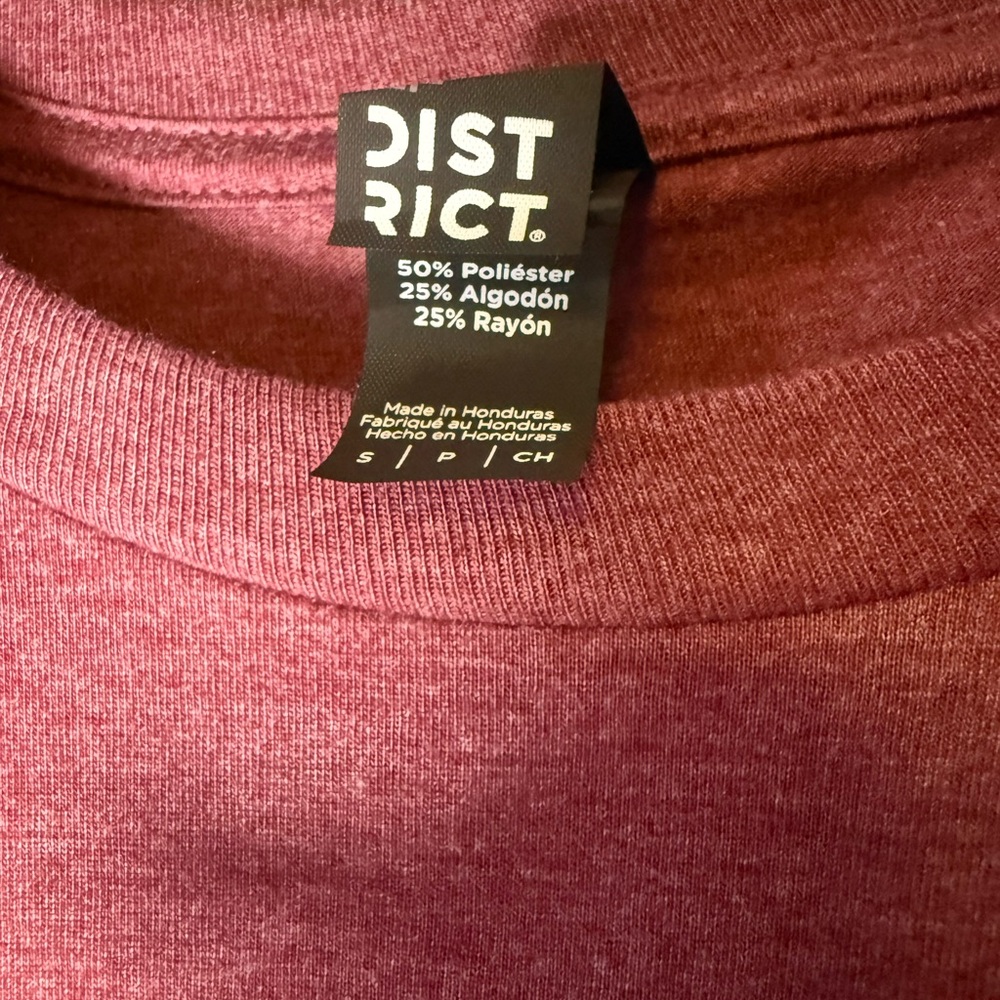 DIST
RICT®
50% Poliéster
25% Algodón
25% Rayón
Made in Honduras
Fabriqué au Honduras
Hecho en Honduras
S / P / CH